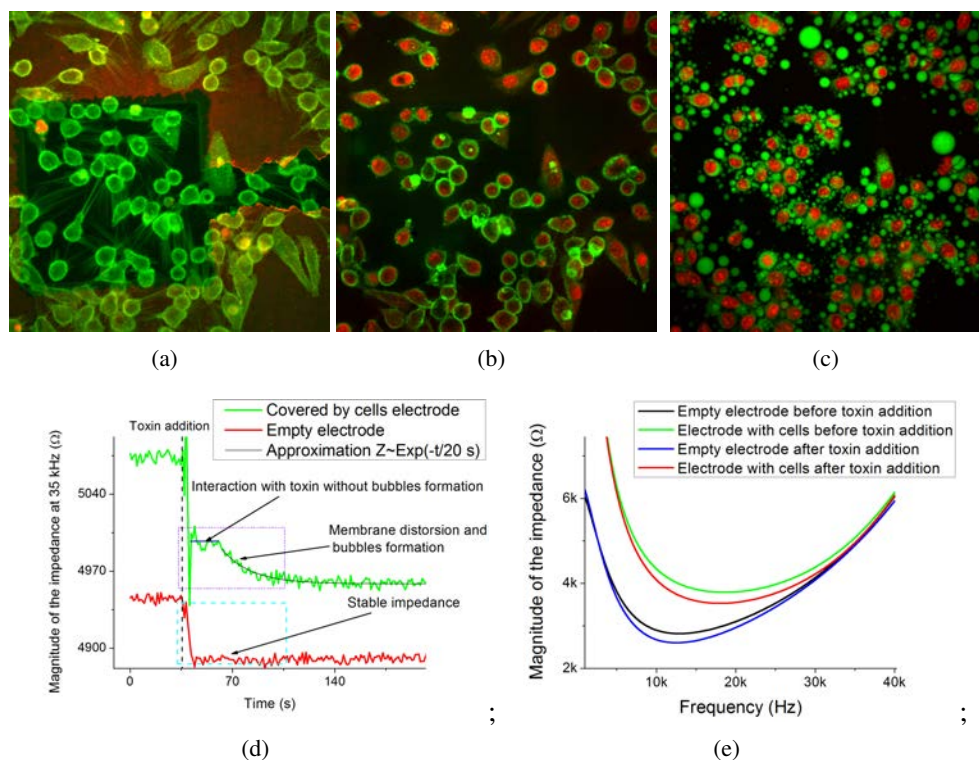 (a)
(b)
(c)
Magnitude of the impedance at 35 kHz (Ω)
Toxin addition
Covered by cells electrode
Empty electrode
Approximation Z~Exp(-t/20 s)
Interaction with toxin without bubbles formation
Membrane distorsion and
bubbles formation
Stable impedance
5040
4970
4900
0
70
140
Time (s)
;
(d)
Magnitude of the impedance (Ω)
Empty electrode before toxin addition
Electrode with cells before toxin addition
Empty electrode after toxin addition
Electrode with cells after toxin addition
6k
4k
2k
10k
20k
30k
40k
Frequency (Hz)
;
(e)